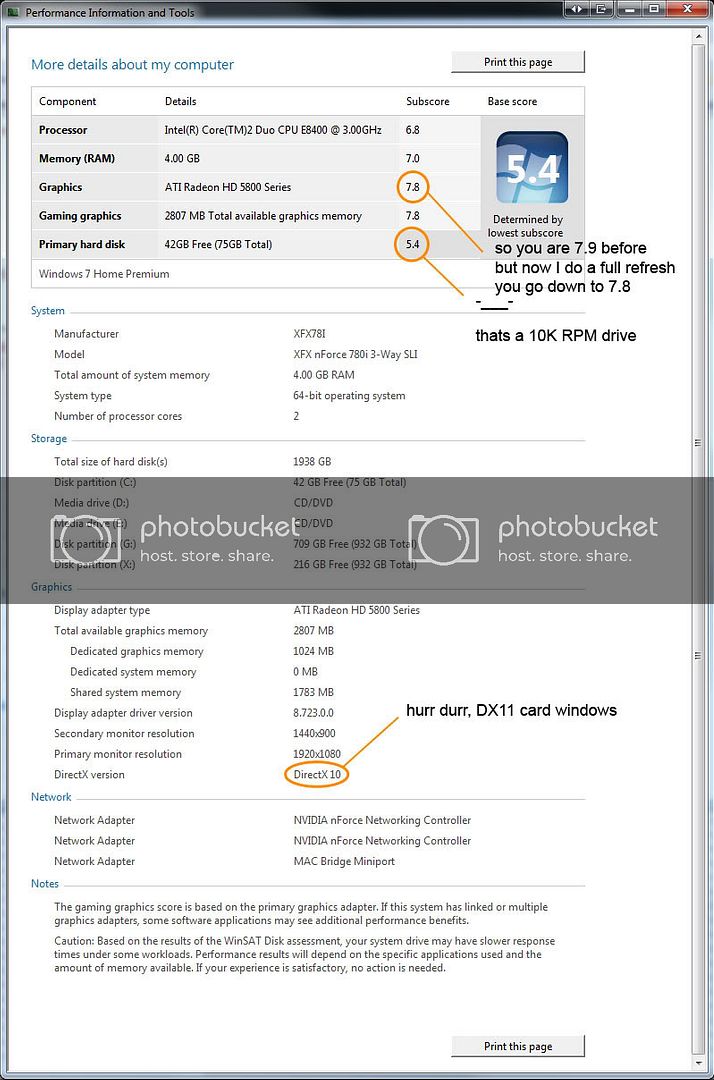 Performance Information and Tools
More details about my computer
Print this page
Component Details Subscore Base score
Processor Intel(R) Core(TM)2 Duo CPU E8400 @ 3.00GHz 6.8
Memory (RAM) 4.00 GB 7.0
Graphics ATI Radeon HD 5800 Series 7.8
Gaming graphics 2807 MB Total available graphics memory 7.8
Primary hard disk 42GB Free (75GB Total) 5.4
5.4
Determined by
lowest subscore
Windows 7 Home Premium
so you are 7.9 before
but now I do a full refresh
you go down to 7.8
-___-
thats a 10K RPM drive
System
Manufacturer XFX78I
Model XFX nForce 780i 3-Way SLI
Total amount of system memory 4.00 GB RAM
System type 64-bit operating system
Number of processor cores 2
Storage
Total size of hard disk(s) 1938 GB
Disk partition (C:) 42 GB Free (75 GB Total)
Media drive (D:) CD/DVD
Media drive (E:) CD/DVD
Disk partition (G:) 709 GB Free (932 GB Total)
Disk partition (X:) 216 GB Free (932 GB Total)
photobucket
host. store. share.
photobucket
host. store. share.
Graphics
Display adapter type ATI Radeon HD 5800 Series
Total available graphics memory 2807 MB
Dedicated graphics memory 1024 MB
Dedicated system memory 0 MB
Shared system memory 1783 MB
Display adapter driver version 8.723.0.0
Secondary monitor resolution 1440x900
Primary monitor resolution 1920x1080
DirectX version DirectX 10
hurr durr, DX11 card windows
Network
Network Adapter NVIDIA nForce Networking Controller
Network Adapter NVIDIA nForce Networking Controller
Network Adapter MAC Bridge Miniport
Notes
The gaming graphics score is based on the primary graphics adapter. If this system has linked or multiple
graphics adapters, some software applications may see additional performance benefits.
Caution: Based on the results of the WinSAT Disk assessment, your system drive may have slower response
times under some workloads. Performance results will depend on the specific applications used and the
amount of memory available. If your experience is satisfactory, no action is needed.
Print this page